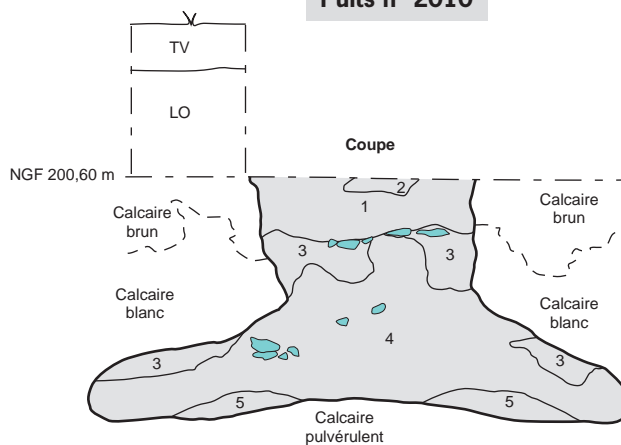 Puits n° 2010
TV
LO
Coupe
NGF 200,60 m
2
1
Calcaire
brun
Calcaire
brun
3
3
Calcaire
blanc
Calcaire
blanc
4
3
3
5
5
Calcaire
pulvérulent